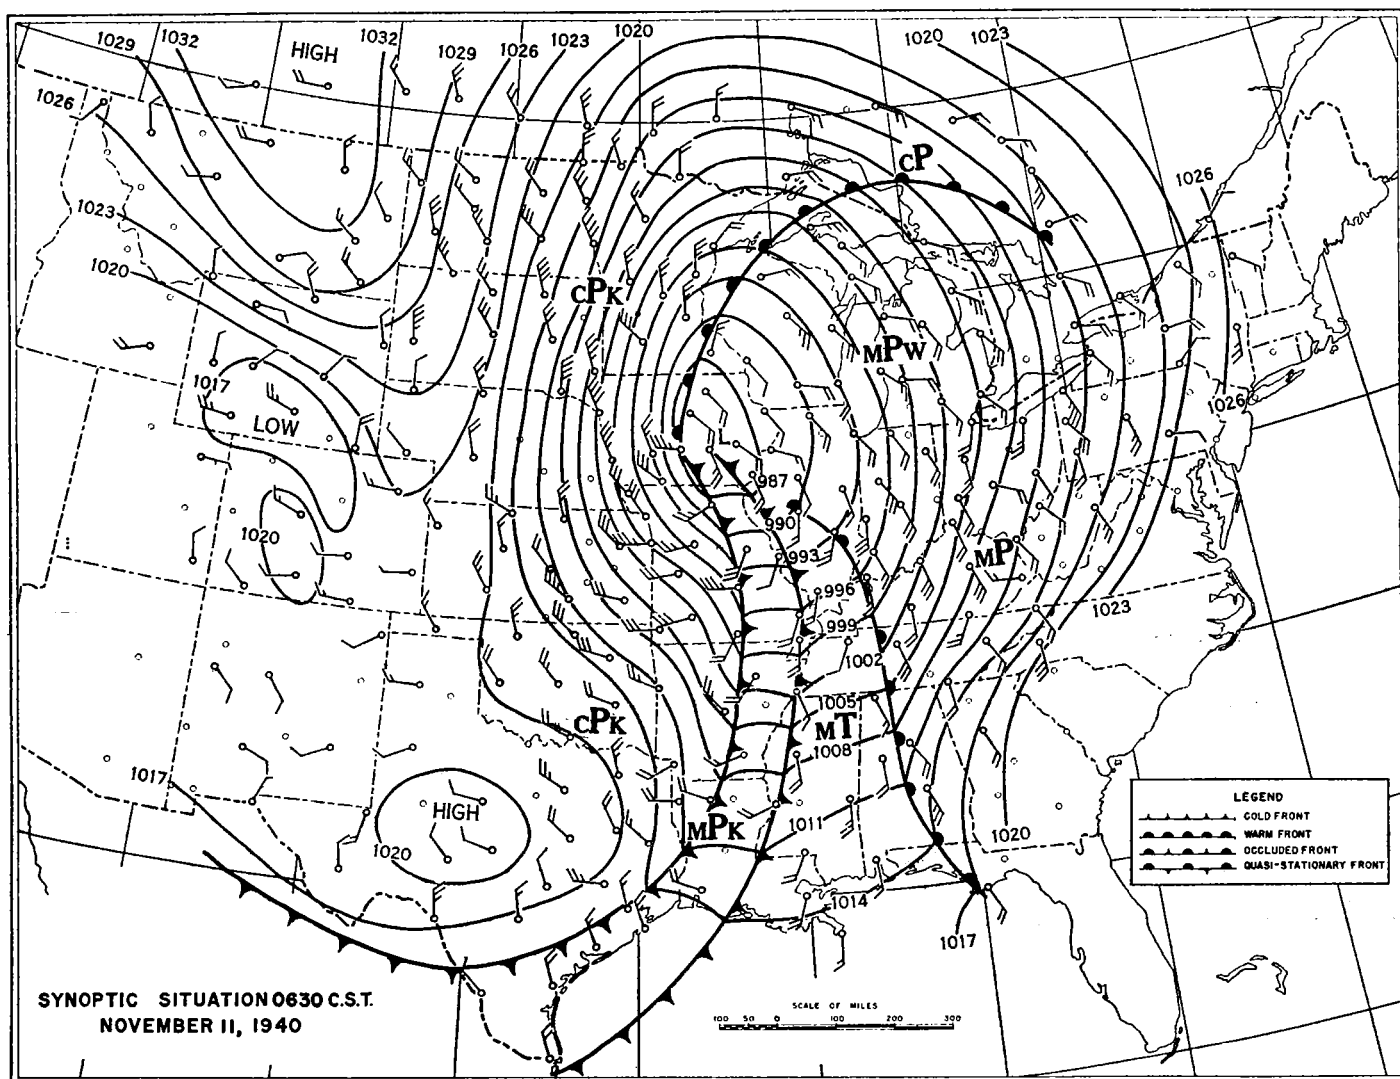 1029
1032
HIGH
1032
1029
1026
1023
1020
1020
1023
1026
cP
1026
1023
1020
cPK
mPW
1017
LOW
1026
987
990
1020
993
mP
996
1023
999
1002
1005
cPK
mT
1008
1017
HIGH
mPK
1011
1020
1020
1014
1017
LEGEND
COLD FRONT
WARM FRONT
OCCLUDED FRONT
QUASI-STATIONARY FRONT
SYNOPTIC SITUATION 0630 C.S.T.
NOVEMBER 11, 1940
SCALE OF MILES
100 50 0 100 200 300